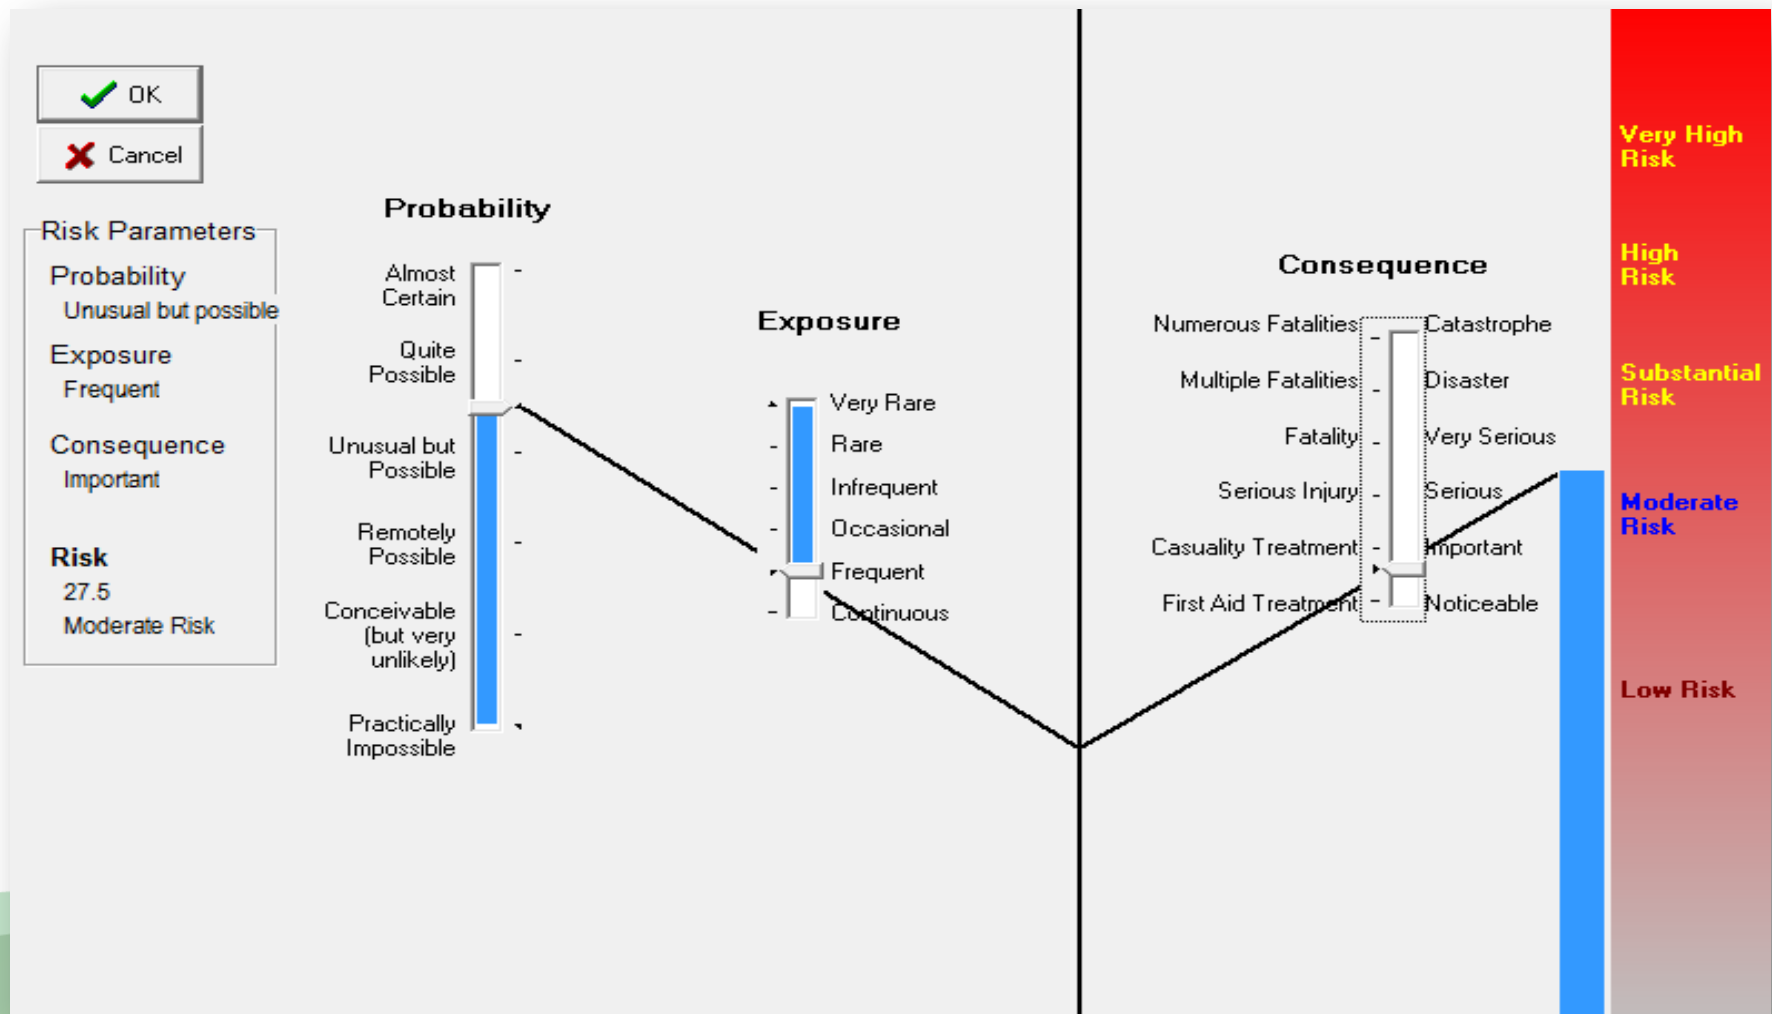 OK
Cancel
Risk Parameters
Probability
Unusual but possible
Exposure
Frequent
Consequence
Important
Risk
27.5
Moderate Risk
Probability
Almost
Certain
Quite
Possible
Unusual but
Possible
Remotely
Possible
Conceivable
(but very
unlikely)
Practically
Impossible
Exposure
Very Rare
Rare
Infrequent
Occasional
Frequent
Continuous
Consequence
Numerous Fatalities Catastrophe
Multiple Fatalities Disaster
Fatality Very Serious
Serious Injury Serious
Casuality Treatment Important
First Aid Treatment Noticeable
Very High
Risk
High
Risk
Substantial
Risk
Moderate
Risk
Low Risk